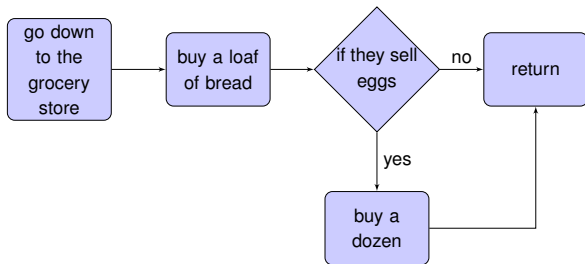 go down
to the
grocery
store
buy a loaf
of bread
if they sell
eggs
no
return
yes
buy a
dozen